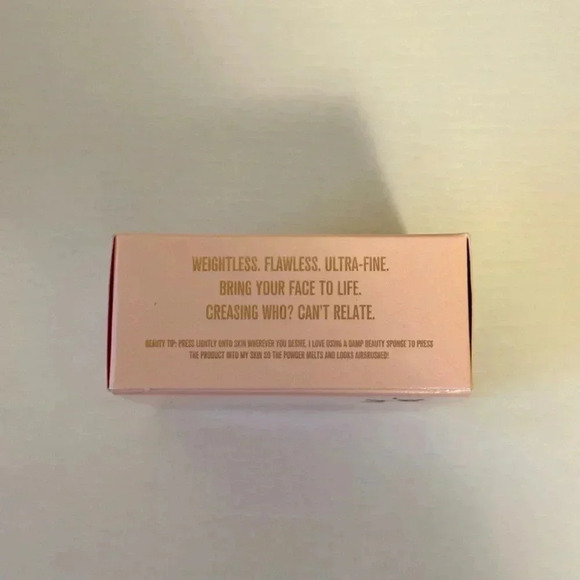 WEIGHTLESS. FLAWLESS. ULTRA-FINE.
BRING YOUR FACE TO LIFE.
CREASING WHO? CAN'T RELATE.
BEAUTY TIP: PRESS LIGHTLY ONTO SKIN WHEREVER YOU DESIRE. I LOVE USING A DAMP BEAUTY SPONGE TO PRESS
THE PRODUCT INTO MY SKIN SO THE POWDER MELTS AND LOOKS AIRBRUSHED!